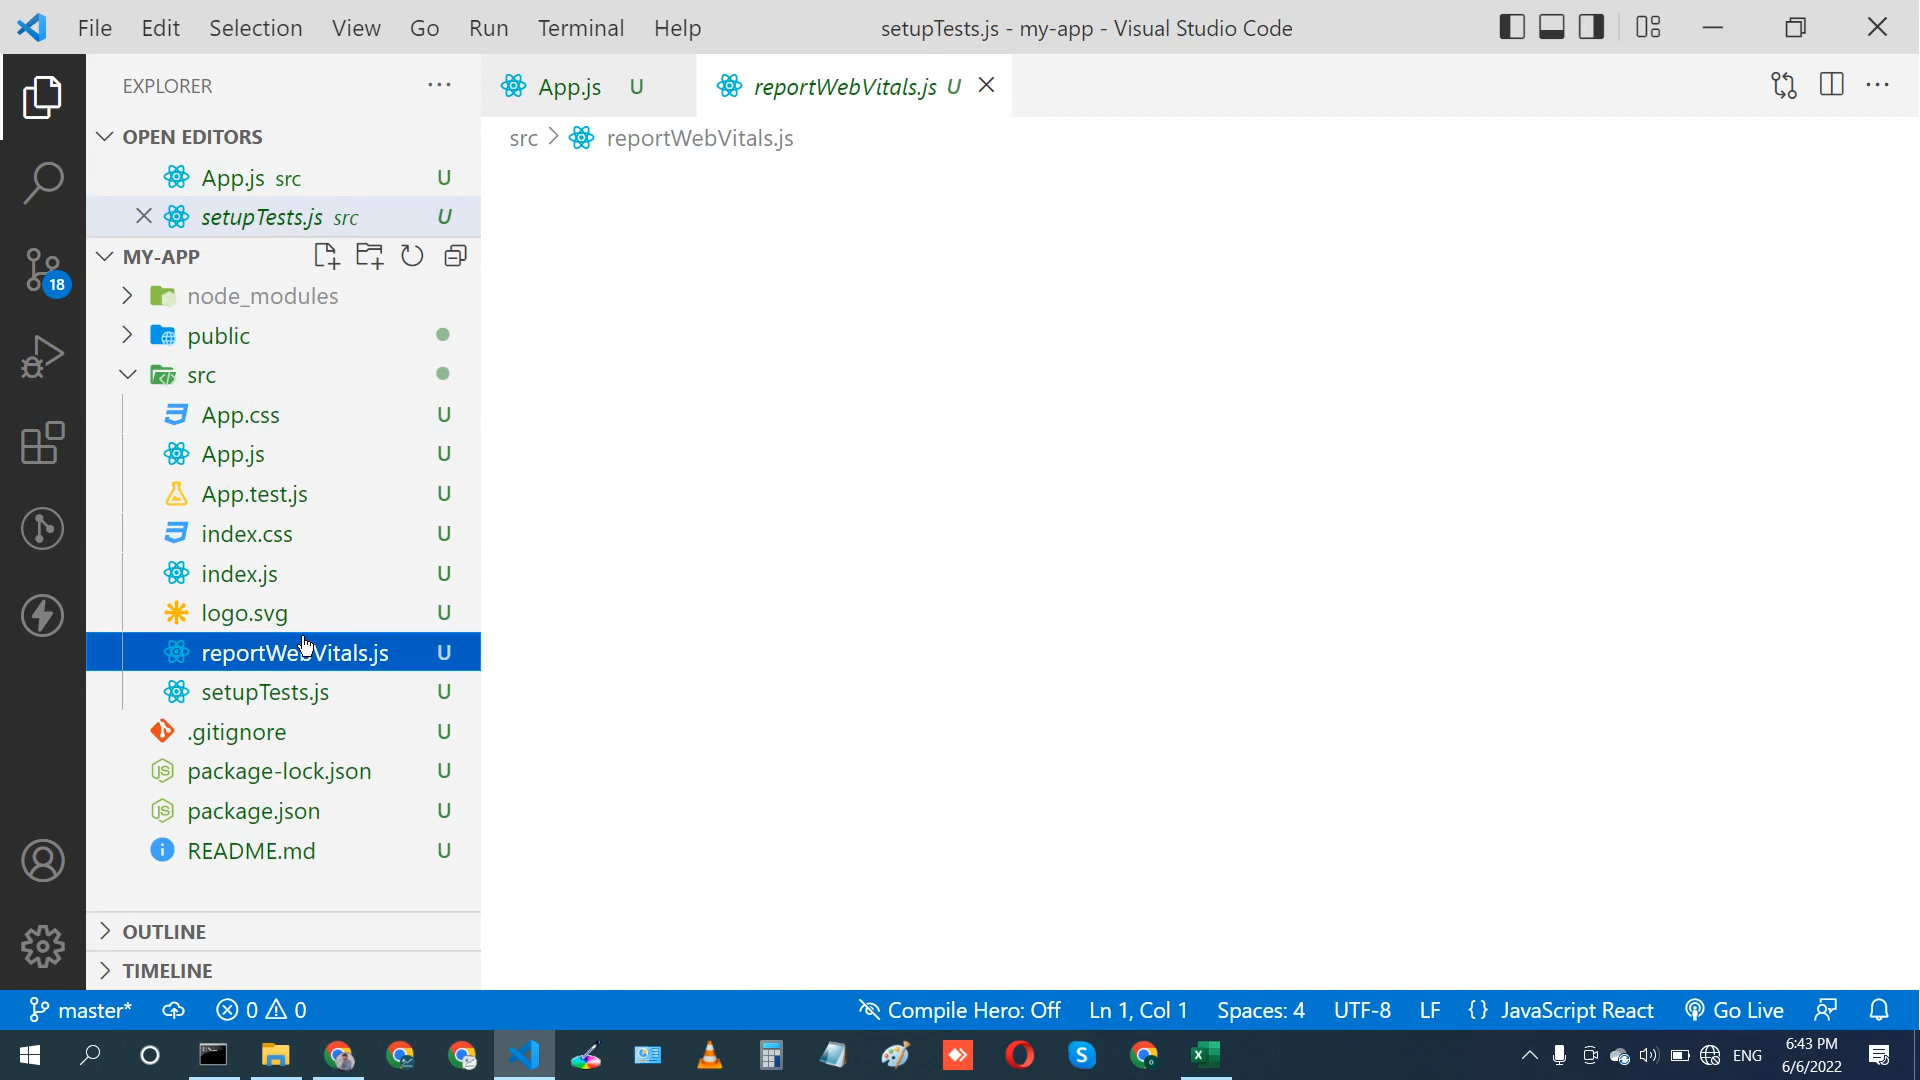 File Edit Selection View Go Run Terminal Help
setupTests.js - my-app - Visual Studio Code
EXPLORER
App.js U
reportWebVitals.js U
OPEN EDITORS
src > reportWebVitals.js
App.js src U
setupTests.js src U
MY-APP
node_modules
18
public
src
App.css U
App.js U
App.test.js U
index.css U
index.js U
logo.svg U
reportWebVitals.js U
setupTests.js U
.gitignore U
package-lock.json U
package.json U
README.md U
OUTLINE
TIMELINE
master* 0 0 Compile Hero: Off Ln 1, Col 1 Spaces: 4 UTF-8 LF {} JavaScript React Go Live
ENG
6:43 PM
6/6/2022